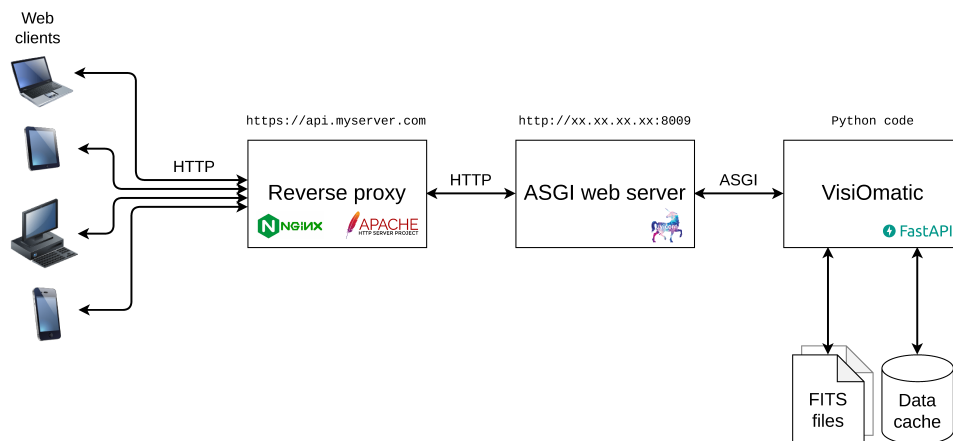 Web
clients
https://api.myserver.com
http://xx.xx.xx.xx:8009
Python code
HTTP
Reverse proxy
HTTP
ASGI web server
ASGI
VisiOmatic
NGiNX
APACHE
HTTP SERVER PROJECT
FastAPI
FITS
files
Data
cache